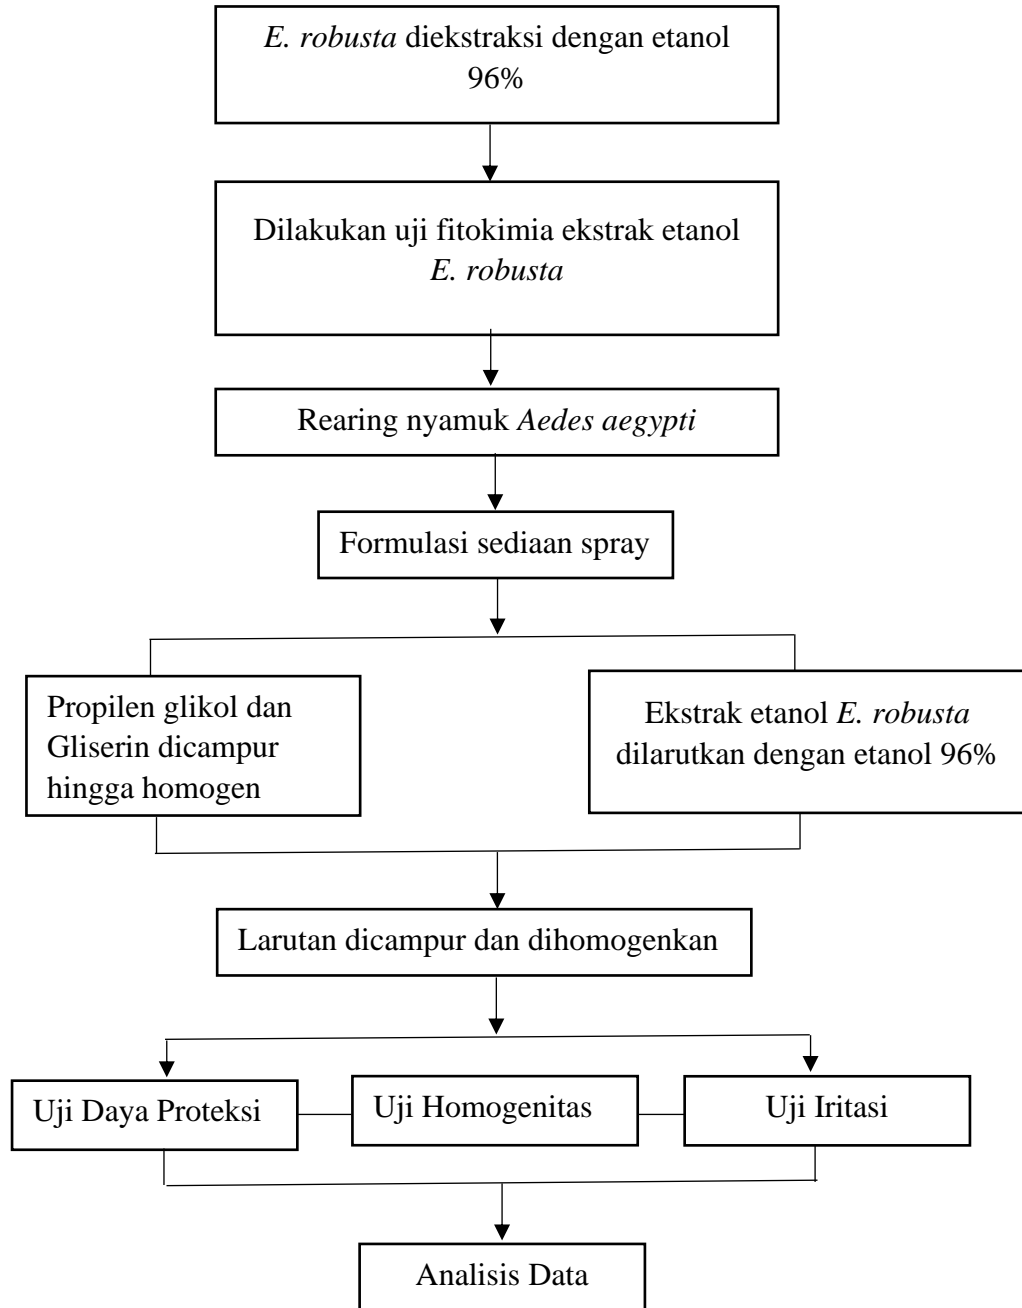 E. robusta diekstraksi dengan etanol
96%
Dilakukan uji fitokimia ekstrak etanol
E. robusta
Rearing nyamuk Aedes aegypti
Formulasi sediaan spray
Propilen glikol dan
Gliserin dicampur
hingga homogen
Ekstrak etanol E. robusta
dilarutkan dengan etanol 96%
Larutan dicampur dan dihomogenkan
Uji Daya Proteksi
Uji Homogenitas
Uji Iritasi
Analisis Data